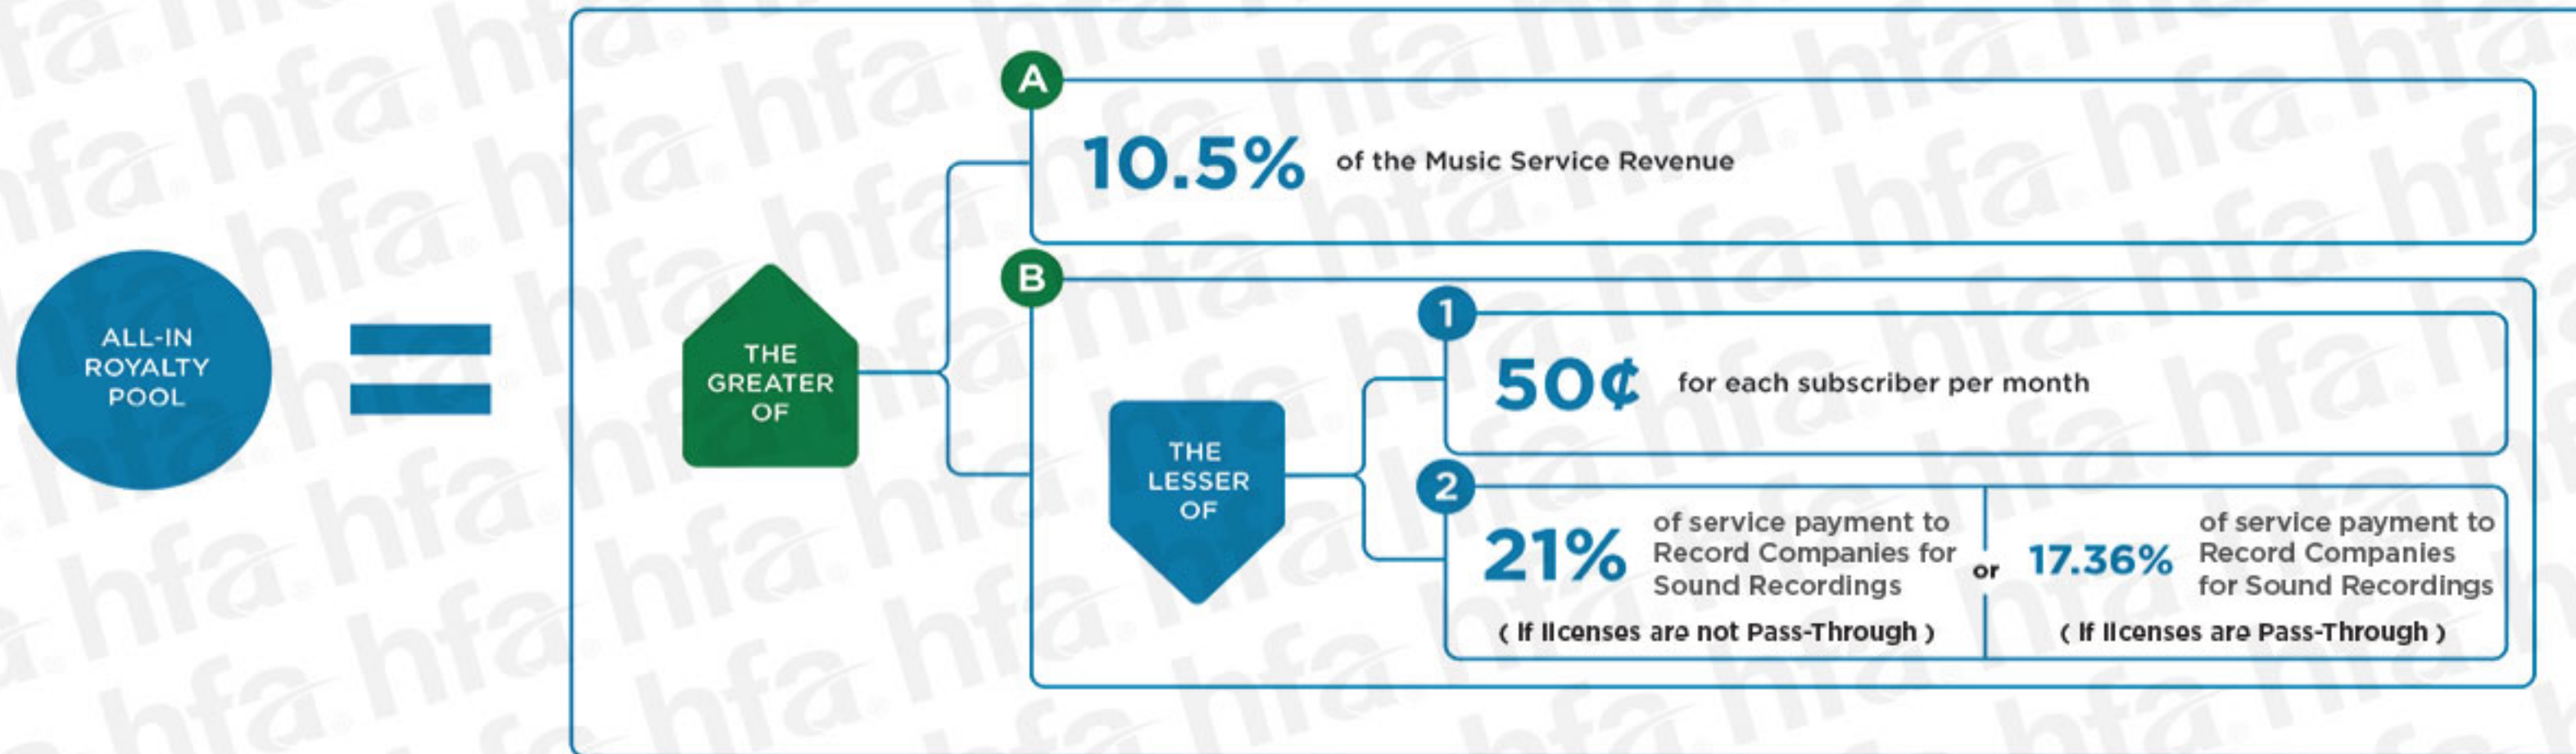 ALL-IN
ROYALTY
POOL
THE
GREATER
OF
A
10.5% of the Music Service Revenue
B
THE
LESSER
OF
1
50¢ for each subscriber per month
2
21%
of service payment to
Record Companies for
Sound Recordings
( If licenses are not Pass-Through )
or
17.36%
of service payment to
Record Companies
for Sound Recordings
( If licenses are Pass-Through )
hfa